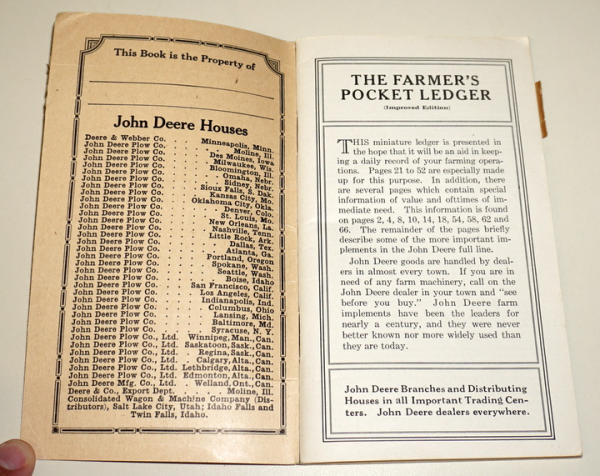 This Book is the Property of
John Deere Houses
Deere & Webber Co. . . . . Minneapolis, Minn.
John Deere Plow Co. . . . . Moline, Ill.
John Deere Plow Co. . . . . Des Moines, Iowa
John Deere Plow Co. . . . . Milwaukee, Wis.
John Deere Plow Co. . . . . Bloomington, Ill.
John Deere Plow Co. . . . . Omaha, Nebr.
John Deere Plow Co. . . . . Sidney, Nebr.
John Deere Plow Co. . . . . Sioux Falls, S. Dak.
John Deere Plow Co. . . . . Kansas City, Mo.
John Deere Plow Co. . . . . Oklahoma City, Okla.
John Deere Plow Co. . . . . Denver, Colo.
John Deere Plow Co. . . . . St. Louis, Mo.
John Deere Plow Co. . . . . New Orleans, La.
John Deere Plow Co. . . . . Nashville, Tenn.
John Deere Plow Co. . . . . Little Rock, Ark.
John Deere Plow Co. . . . . Dallas, Tex.
John Deere Plow Co. . . . . Atlanta, Ga.
John Deere Plow Co. . . . . Portland, Oregon
John Deere Plow Co. . . . . Spokane, Wash.
John Deere Plow Co. . . . . Seattle, Wash.
John Deere Plow Co. . . . . Boise, Idaho
John Deere Plow Co. . . . . San Francisco, Calif.
John Deere Plow Co. . . . . Los Angeles, Calif.
John Deere Plow Co. . . . . Indianapolis, Ind.
John Deere Plow Co. . . . . Columbus, Ohio
John Deere Plow Co. . . . . Lansing, Mich.
John Deere Plow Co. . . . . Baltimore, Md.
John Deere Plow Co. . . . . Syracuse, N. Y.
John Deere Plow Co., Ltd. Winnipeg, Man., Can.
John Deere Plow Co., Ltd. Saskatoon, Sask., Can.
John Deere Plow Co., Ltd. Regina, Sask., Can.
John Deere Plow Co., Ltd. Calgary, Alta., Can.
John Deere Plow Co., Ltd. Lethbridge, Alta., Can.
John Deere Plow Co., Ltd. Edmonton, Alta., Can.
John Deere Mfg. Co., Ltd. Welland, Ont., Can.
Deere & Co., Export Dept. . . . . Moline, Ill.
Consolidated Wagon & Machine Company (Dis-
tributors), Salt Lake City, Utah; Idaho Falls and
Twin Falls, Idaho.
THE FARMER'S
POCKET LEDGER
(Improved Edition)
THIS miniature ledger is presented in
the hope that it will be an aid in keep-
ing a daily record of your farming opera-
tions. Pages 21 to 52 are especially made
up for this purpose. In addition, there
are several pages which contain special
information of value and ofttimes of im-
mediate need. This information is found
on pages 2, 4, 8, 10, 14, 18, 54, 58, 62 and
66. The remainder of the pages briefly
describe some of the more important im-
plements in the John Deere full line.
John Deere goods are handled by deal-
ers in almost every town. If you are in
need of any farm machinery, call on the
John Deere dealer in your town and "see
before you buy." John Deere farm
implements have been the leaders for
nearly a century, and they were never
better known nor more widely used than
they are today.
John Deere Branches and Distributing
Houses in all Important Trading Cen-
ters. John Deere dealers everywhere.